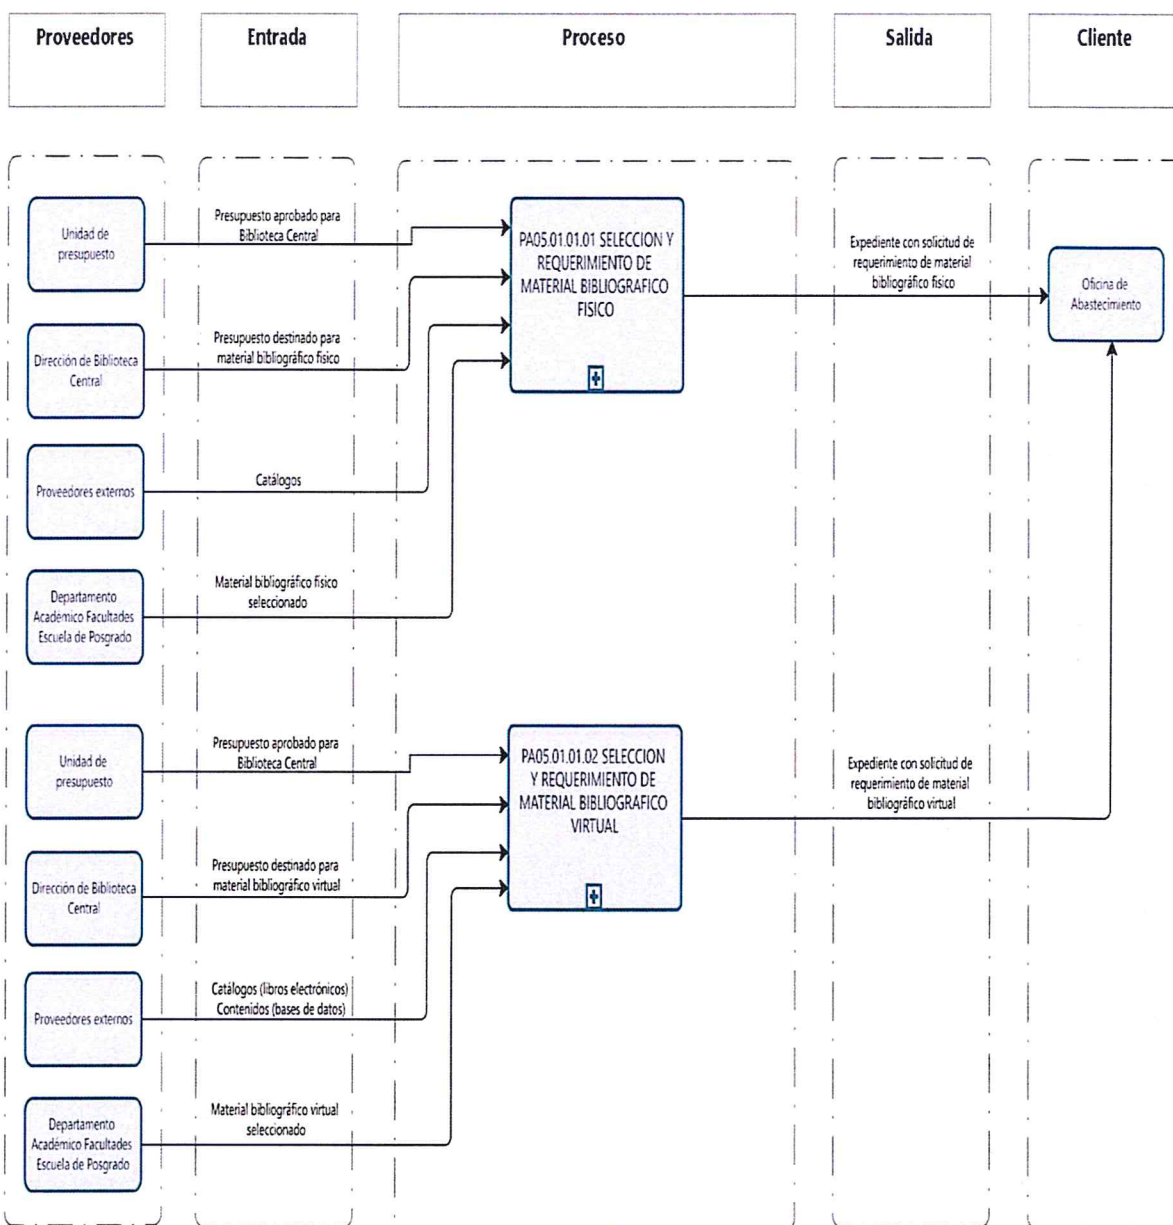 Proveedores
Entrada
Proceso
Salida
Cliente
Unidad de
presupuesto
Presupuesto aprobado para
Biblioteca Central
PA05.01.01.01 SELECCION Y
REQUERIMIENTO DE
MATERIAL BIBLIOGRAFICO
FISICO
Expediente con solicitud de
requerimiento de material
bibliográfico fisico
Oficina de
Abastecimiento
Dirección de Biblioteca
Central
Presupuesto destinado para
material bibliográfico fisico
Proveedores externos
Catálogos
Departamento
Académico Facultades
Escuela de Posgrado
Material bibliográfico fisico
seleccionado
Unidad de
presupuesto
Presupuesto aprobado para
Biblioteca Central
PA05.01.01.02 SELECCION
Y REQUERIMIENTO DE
MATERIAL BIBLIOGRAFICO
VIRTUAL
Expediente con solicitud de
requerimiento de material
bibliográfico virtual
Dirección de Biblioteca
Central
Presupuesto destinado para
material bibliográfico virtual
Proveedores externos
Catálogos (libros electrónicos)
Contenidos (bases de datos)
Departamento
Académico Facultades
Escuela de Posgrado
Material bibliográfico virtual
seleccionado